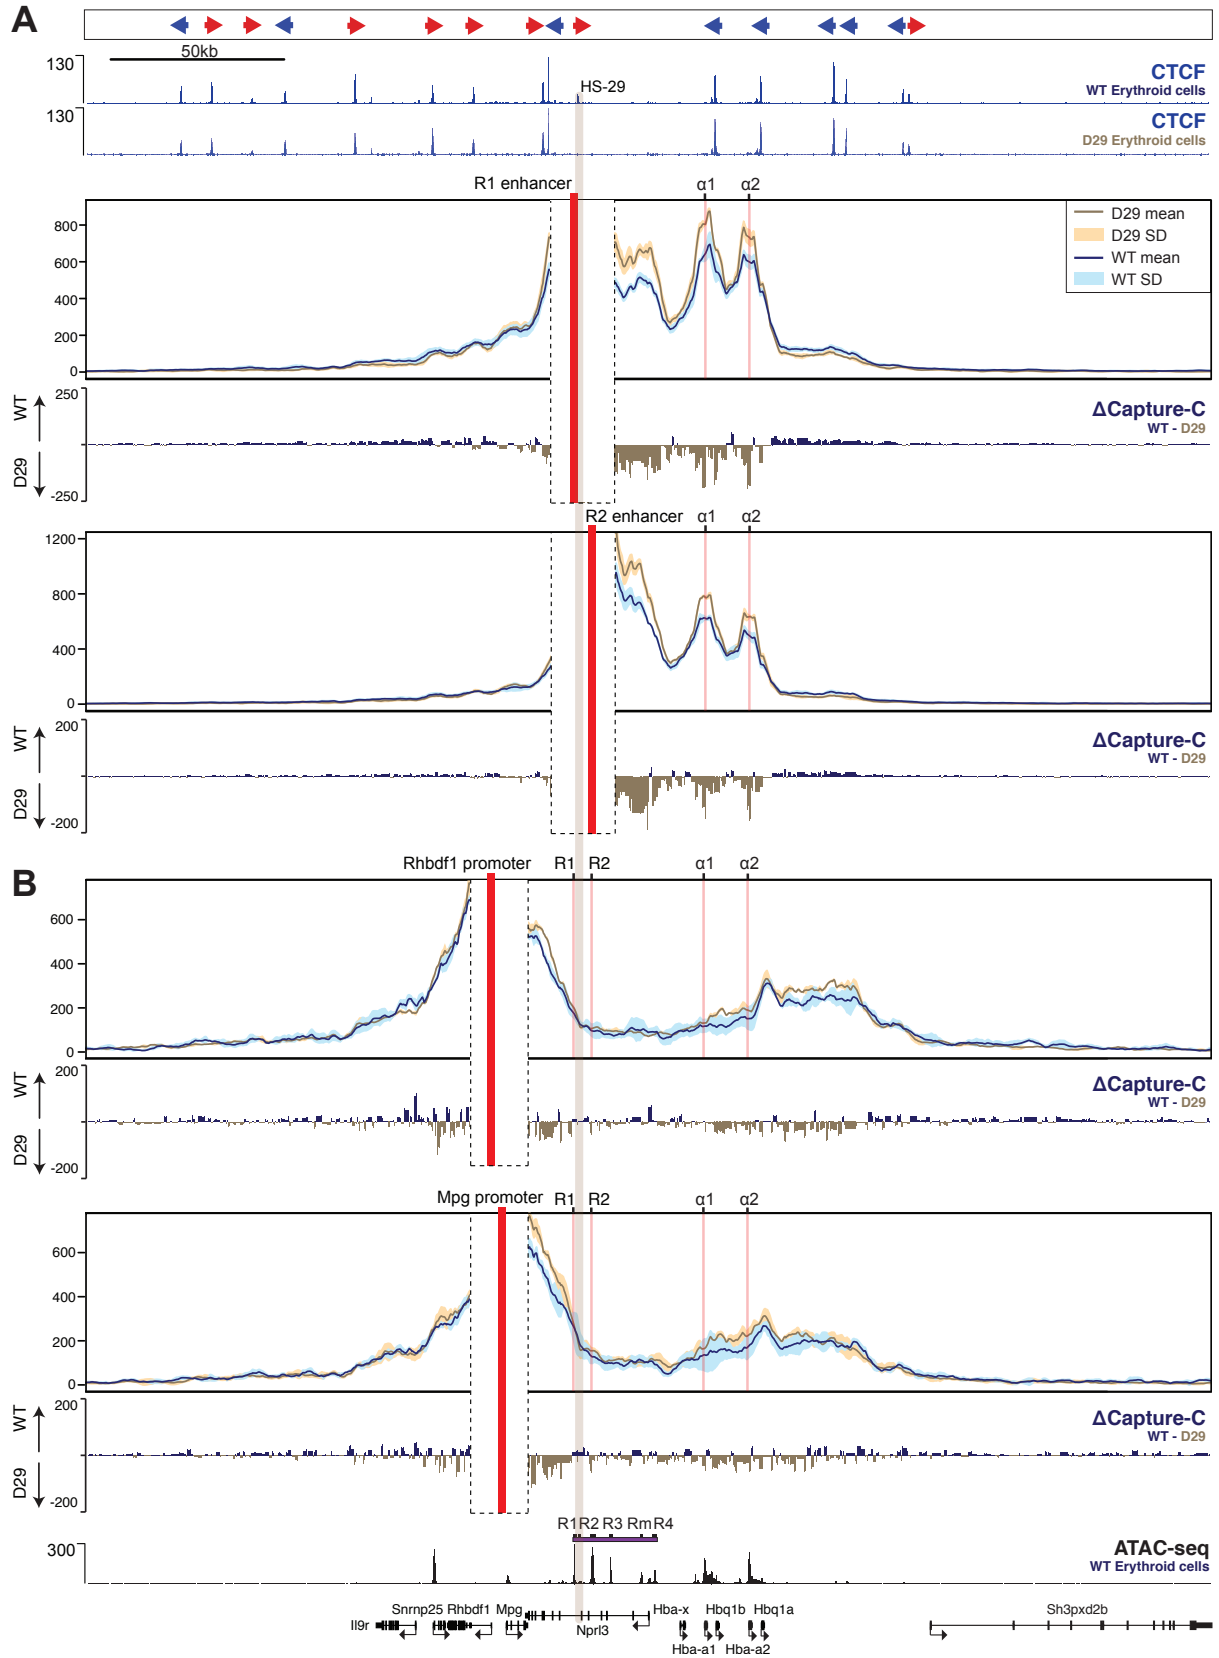 A
50kb
130
HS-29
CTCF
WT Erythroid cells
130
CTCF
D29 Erythroid cells
R1 enhancer
α1
α2
800
600
400
200
0
D29 mean
D29 SD
WT mean
WT SD
250
WT
D29
-250
ΔCapture-C
WT - D29
R2 enhancer
α1
α2
1200
800
400
0
200
WT
D29
-200
ΔCapture-C
WT - D29
B
Rhbdf1 promoter
R1
R2
α1
α2
600
400
200
0
200
WT
D29
-200
ΔCapture-C
WT - D29
Mpg promoter
R1
R2
α1
α2
600
400
200
0
200
WT
D29
-200
ΔCapture-C
WT - D29
R1 R2 R3 Rm R4
300
ATAC-seq
WT Erythroid cells
Il9r
Snrnp25 Rhbdf1 Mpg
Nprl3
Hba-x
Hba-a1
Hbq1b
Hba-a2
Hbq1a
Sh3pxd2b